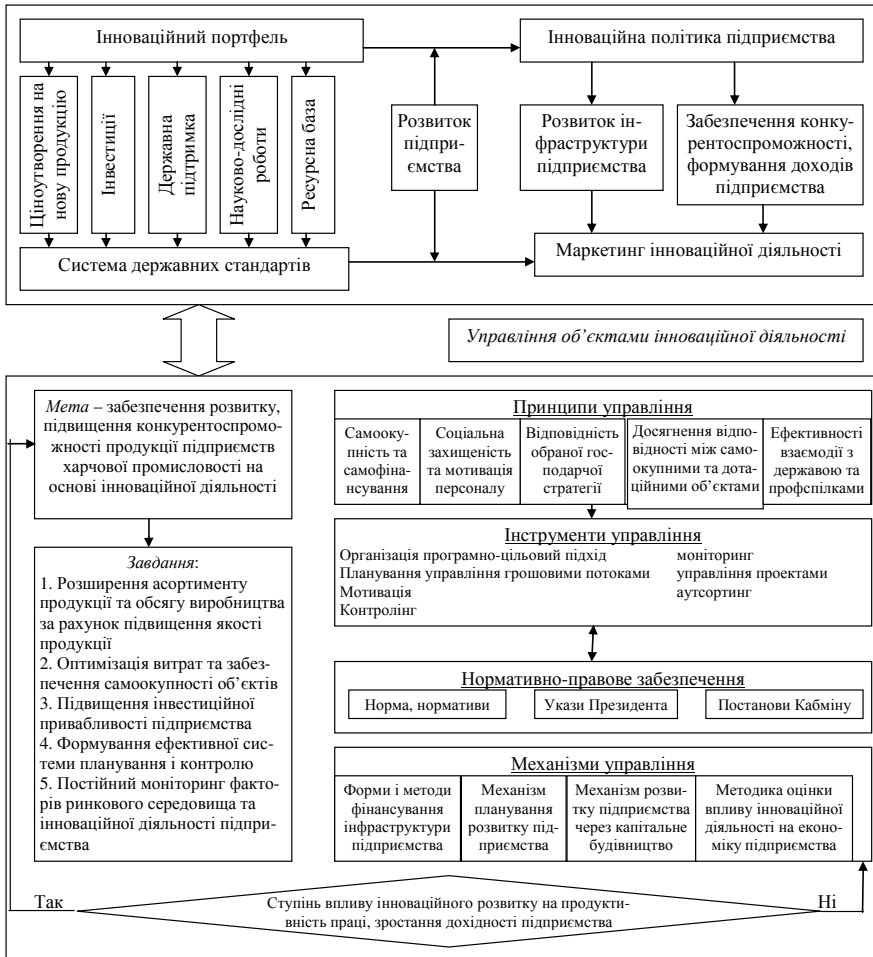 Інноваційний портфель
Інноваційна політика підприємства
Ціноутворення на
нову продукцію
Інвестиції
Державна
підтримка
Науково-дослідні
роботи
Ресурсна база
Розвиток
підпри-
ємства
Розвиток ін-
фраструктури
підприємства
Забезпечення конку-
рентоспроможності,
формування доходів
підприємства
Система державних стандартів
Маркетинг інноваційної діяльності
Управління об’єктами інноваційної діяльності
Мета – забезпечення розвитку,
підвищення конкурентоспромо-
жності продукції підприємств
харчової промисловості на
основі інноваційної діяльності
Завдання:
1. Розширення асортименту
продукції та обсягу виробництва
за рахунок підвищення якості
продукції
2. Оптимізація витрат та забез-
печення самоокупності об’єктів
3. Підвищення інвестиційної
привабливості підприємства
4. Формування ефективної сис-
теми планування і контролю
5. Постійний моніторинг факто-
рів ринкового середовища та
інноваційної діяльності підпри-
ємства
Принципи управління
Самооку-
пність та
самофінан-
сування
Соціальна
захищеність
та мотивація
персоналу
Відповідність
обраної гос-
подарчої
стратегії
Досягнення відпо-
відності між само-
окупними та дота-
ційними об’єктами
Ефективності
взаємодії з
державою та
профспілками
Інструменти управління
Організація програмно-цільовий підхід моніторинг
Планування управління грошовими потоками управління проектами
Мотивація аутсортинг
Контролінг
Нормативно-правове забезпечення
Норма, нормативи
Укази Президента
Постанови Кабміну
Механізми управління
Форми і методи
фінансування
інфраструктури
підприємства
Механізм
планування
розвитку під-
приємства
Механізм розви-
тку підприємства
через капітальне
будівництво
Методика оцінки
впливу інноваційної
діяльності на еконо-
міку підприємства
Так
Ступінь впливу інноваційного розвитку на продукти-
вність праці, зростання дохідності підприємства
Ні